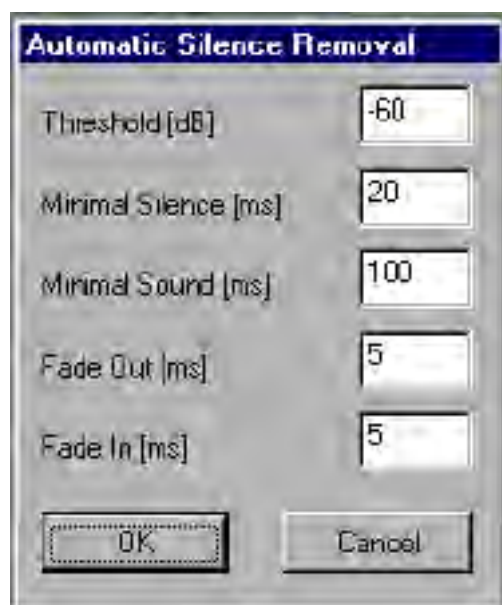 Automatic Silence Removal
Threshold [dB] -60
Minimal Silence [ms] 20
Minimal Sound [ms] 100
Fade Out [ms] 5
Fade In [ms] 5
OK Cancel